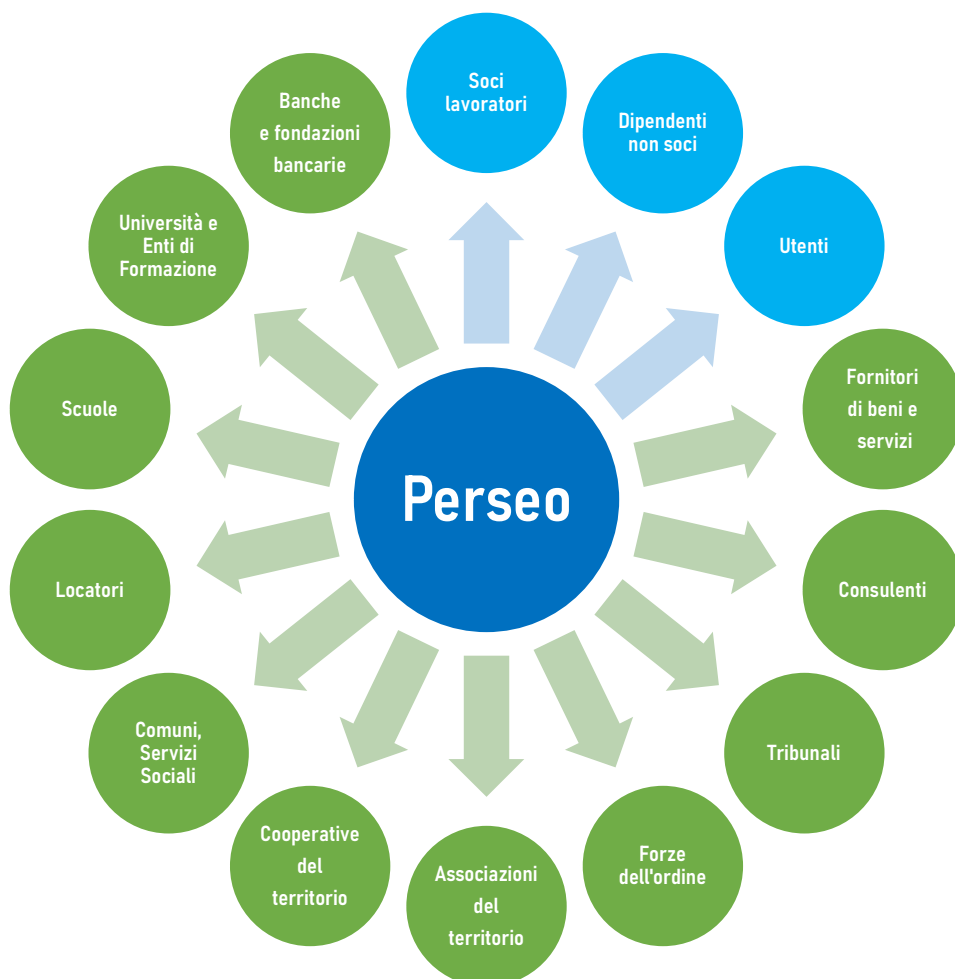 Soci
lavoratori
Dipendenti
non soci
Utenti
Fornitori
di beni e
servizi
Consulenti
Tribunali
Forze
dell'ordine
Associazioni
del
territorio
Cooperative
del
territorio
Comuni,
Servizi
Sociali
Locatori
Scuole
Università e
Enti di
Formazione
Banche
e fondazioni
bancarie
Perseo